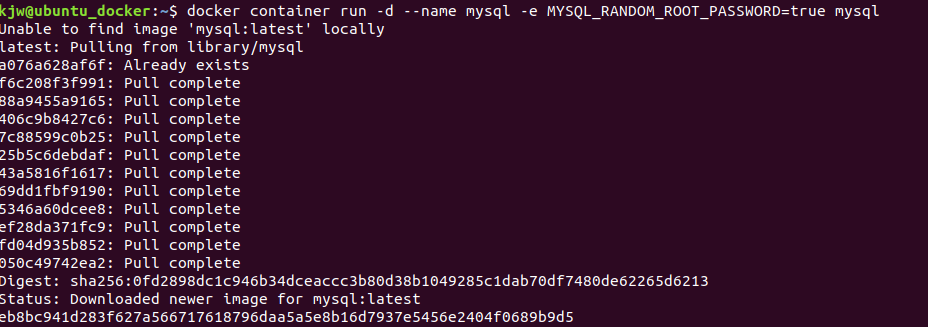 kjw@ubuntu_docker:~$ docker container run -d --name mysql -e MYSQL_RANDOM_ROOT_PASSWORD=true mysql
Unable to find image 'mysql:latest' locally
latest: Pulling from library/mysql
a076a628af6f: Already exists
f6c208f3f991: Pull complete
88a9455a9165: Pull complete
406c9b8427c6: Pull complete
7c88599c0b25: Pull complete
25b5c6debdaf: Pull complete
43a5816f1617: Pull complete
69dd1fbf9190: Pull complete
5346a60dcee8: Pull complete
ef28da371fc9: Pull complete
fd04d935b852: Pull complete
050c49742ea2: Pull complete
Digest: sha256:0fd2898dc1c946b34dceaccc3b80d38b1049285c1dab70df7480de62265d6213
Status: Downloaded newer image for mysql:latest
eb8bc941d283f627a566717618796daa5a5e8b16d7937e5456e2404f0689b9d5